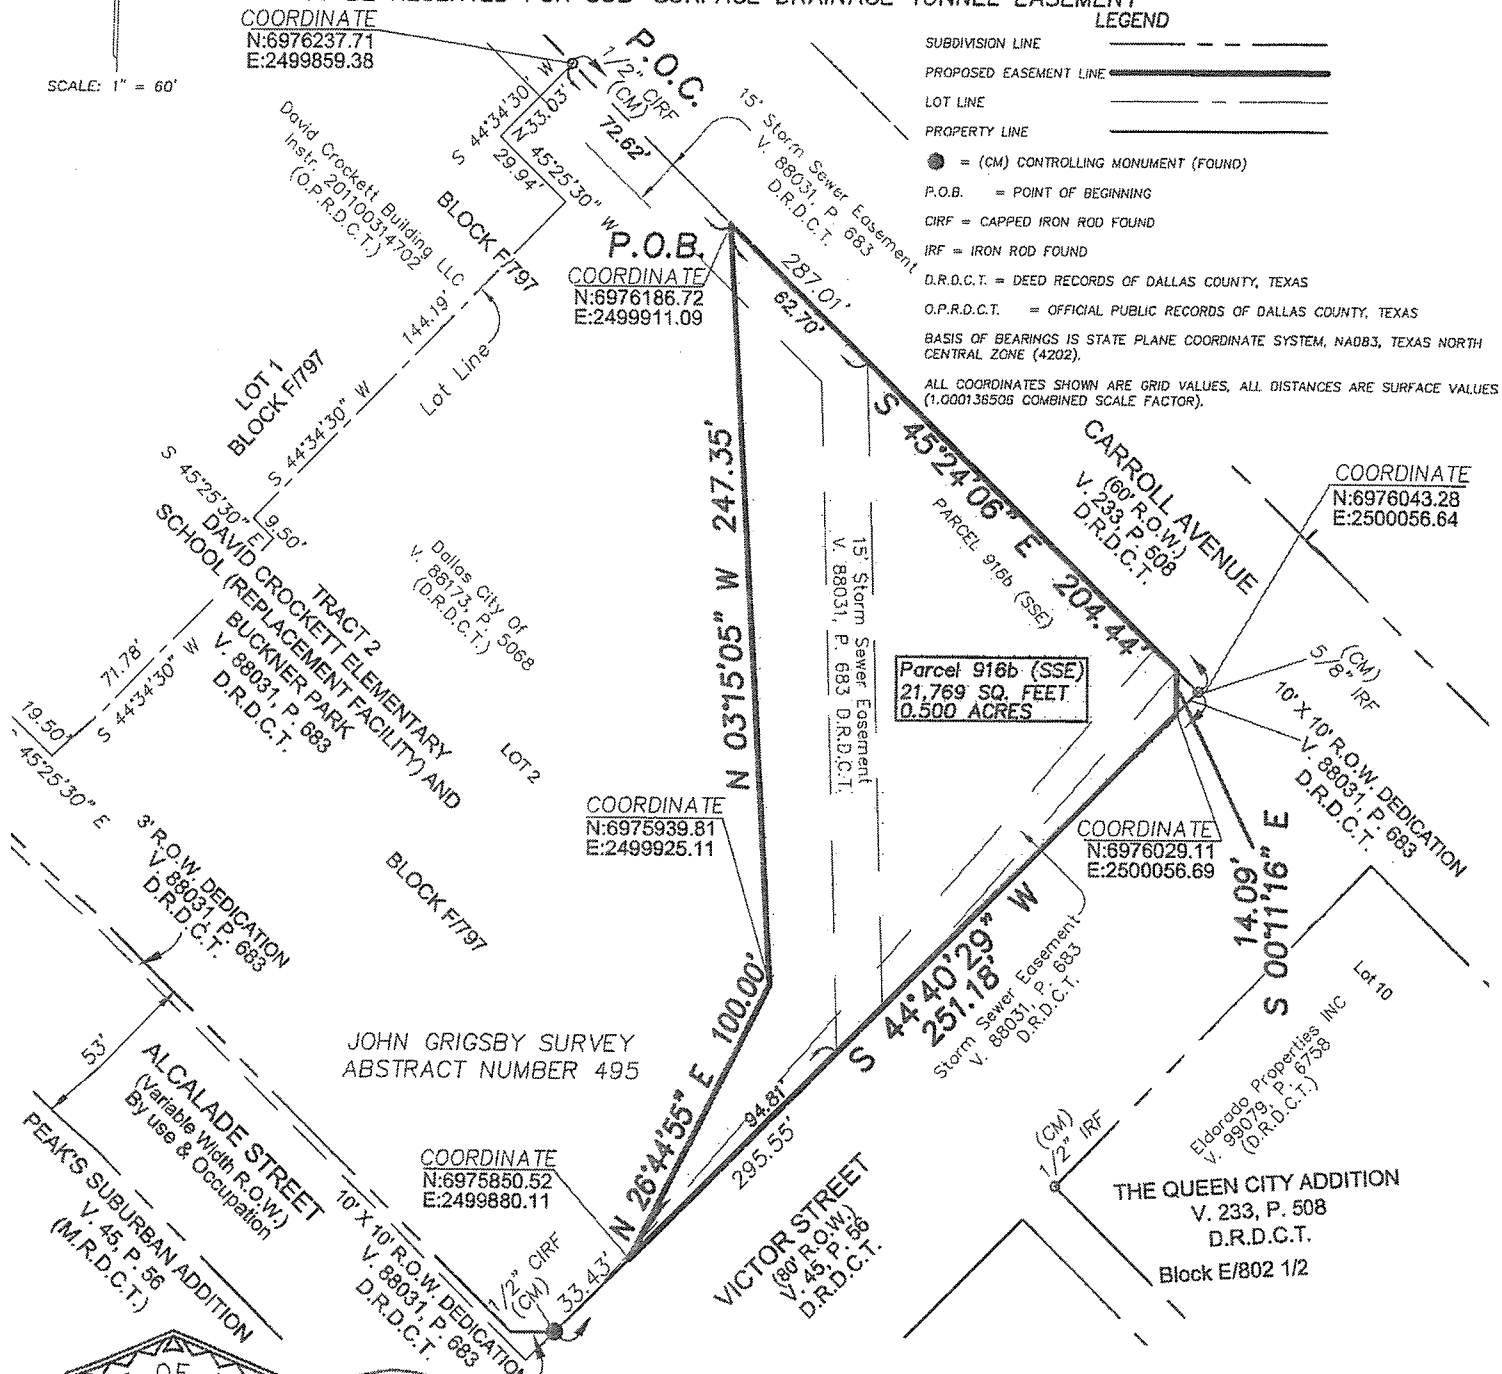 BE RESERVED FOR SUB-SURFACE DRAINAGE TUNNEL EASEMENT
COORDINATE
N:6976237.71
E:2499859.38
SCALE: 1" = 60'
P.O.C.
1/2" CIRF
(CM)
72.62'
S 44°34'30" W
33.03'
N 45°25'30" W
29.94'
15' Storm Sewer Easement
V. 88031, P. 683
D.R.D.C.T.
LEGEND
SUBDIVISION LINE
PROPOSED EASEMENT LINE
LOT LINE
PROPERTY LINE
= (CM) CONTROLLING MONUMENT (FOUND)
P.O.B. = POINT OF BEGINNING
CIRF = CAPPED IRON ROD FOUND
IRF = IRON ROD FOUND
D.R.D.C.T. = DEED RECORDS OF DALLAS COUNTY, TEXAS
O.P.R.D.C.T. = OFFICIAL PUBLIC RECORDS OF DALLAS COUNTY, TEXAS
BASIS OF BEARINGS IS STATE PLANE COORDINATE SYSTEM, NAD83, TEXAS NORTH
CENTRAL ZONE (4202).
ALL COORDINATES SHOWN ARE GRID VALUES, ALL DISTANCES ARE SURFACE VALUES
(1.000136506 COMBINED SCALE FACTOR).
David Crockett Building LLC
Instr. 201100314702
(O.P.R.D.C.T.)
BLOCK F/797
P.O.B.
COORDINATE
N:6976186.72
E:2499911.09
287.01'
62.70'
144.19'
Lot Line
LOT 1
BLOCK F/797
S 44°34'30" W
S 45°25'30" E
9.50'
S 45°24'06" E 204.44'
PARCEL 916b (SSE)
CARROLL AVENUE
(60' R.O.W.)
V. 233, P. 508
D.R.D.C.T.
COORDINATE
N:6976043.28
E:2500056.64
N 03°15'05" W 247.35'
Dallas City Of
V. 88173, P. 5068
(D.R.D.C.T.)
TRACT 2
DAVID CROCKETT ELEMENTARY
SCHOOL (REPLACEMENT FACILITY) AND
BUCKNER PARK
V. 88031, P. 683
D.R.D.C.T.
15' Storm Sewer Easement
V. 88031, P. 683 D.R.D.C.T.
Parcel 916b (SSE)
21,769 SQ. FEET
0.500 ACRES
(CM)
5/8" IRF
10' X 10' R.O.W. DEDICATION
V. 88031, P. 683
D.R.D.C.T.
71.78'
S 44°34'30" W
19.50'
45°25'30" E
LOT 2
COORDINATE
N:6975939.81
E:2499925.11
COORDINATE
N:6976029.11
E:2500056.69
14.09'
S 00°11'16" E
3' R.O.W. DEDICATION
V. 88031, P. 683
D.R.D.C.T.
BLOCK F/797
S 44°40'29" W
251.18'
Storm Sewer Easement
V. 88031, P. 683
D.R.D.C.T.
Lot 10
Eldorado Properties INC
V. 99079, P. 6758
(D.R.D.C.T.)
53'
ALCALADE STREET
(Variable Width R.O.W.)
By use & Occupation
JOHN GRIGSBY SURVEY
ABSTRACT NUMBER 495
N 26°44'55" E 100.00'
94.81'
295.55'
(CM)
1/2" IRF
THE QUEEN CITY ADDITION
V. 233, P. 508
D.R.D.C.T.
Block E/802 1/2
PEAK'S SUBURBAN ADDITION
V. 45, P. 56
(M.R.D.C.T.)
COORDINATE
N:6975850.52
E:2499880.11
VICTOR STREET
(80' R.O.W.)
V. 45, P. 56
D.R.D.C.T.
10' X 10' R.O.W. DEDICATION
V. 88031, P. 683
D.R.D.C.T.
1/2" CIRF
(CM)
33.43'
OF